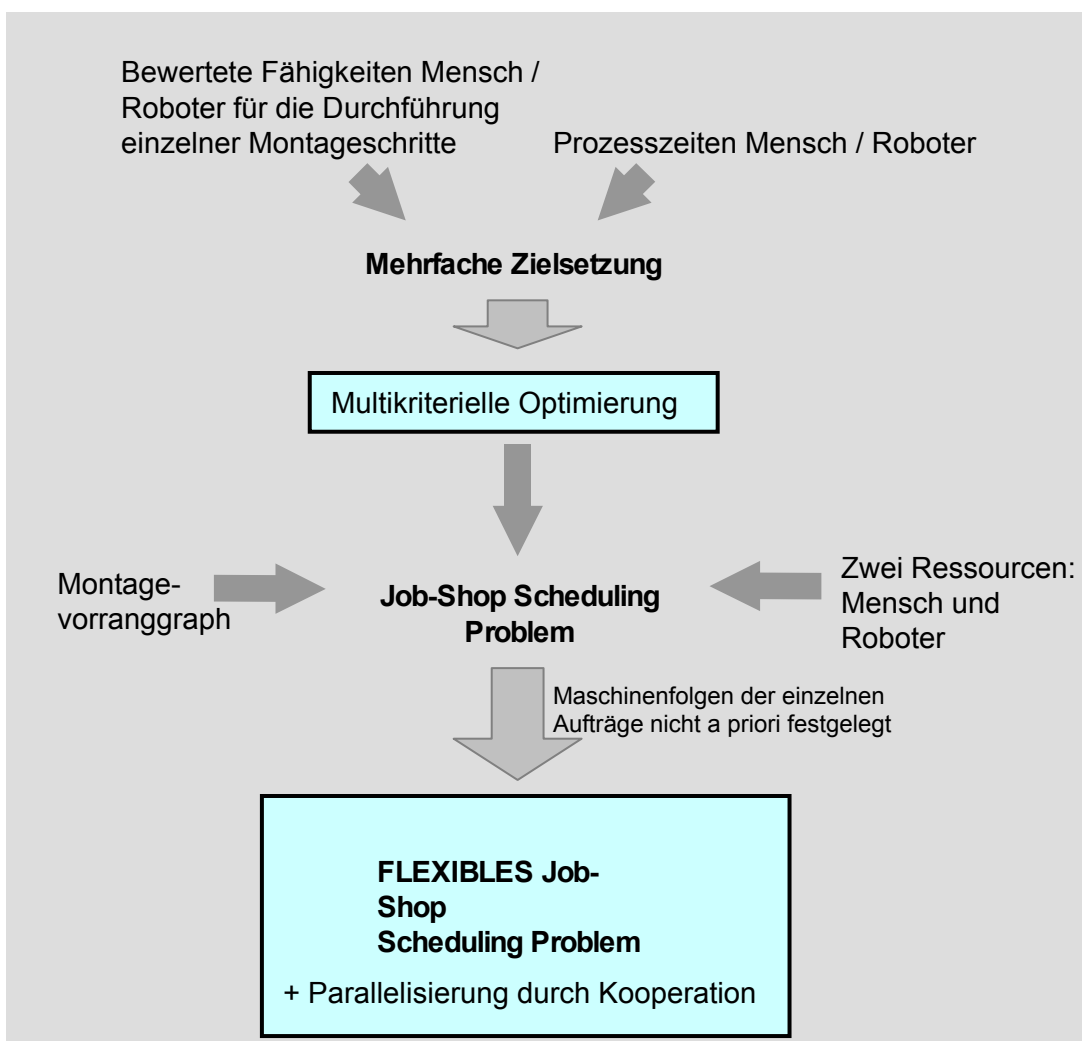 Bewertete Fähigkeiten Mensch /
Roboter für die Durchführung
einzelner Montageschritte
Prozesszeiten Mensch / Roboter
Mehrfache Zielsetzung
Multikriterielle Optimierung
Montage-
vorranggraph
Job-Shop Scheduling
Problem
Zwei Ressourcen:
Mensch und
Roboter
Maschinenfolgen der einzelnen
Aufträge nicht a priori festgelegt
FLEXIBLES Job-
Shop
Scheduling Problem
+ Parallelisierung durch Kooperation